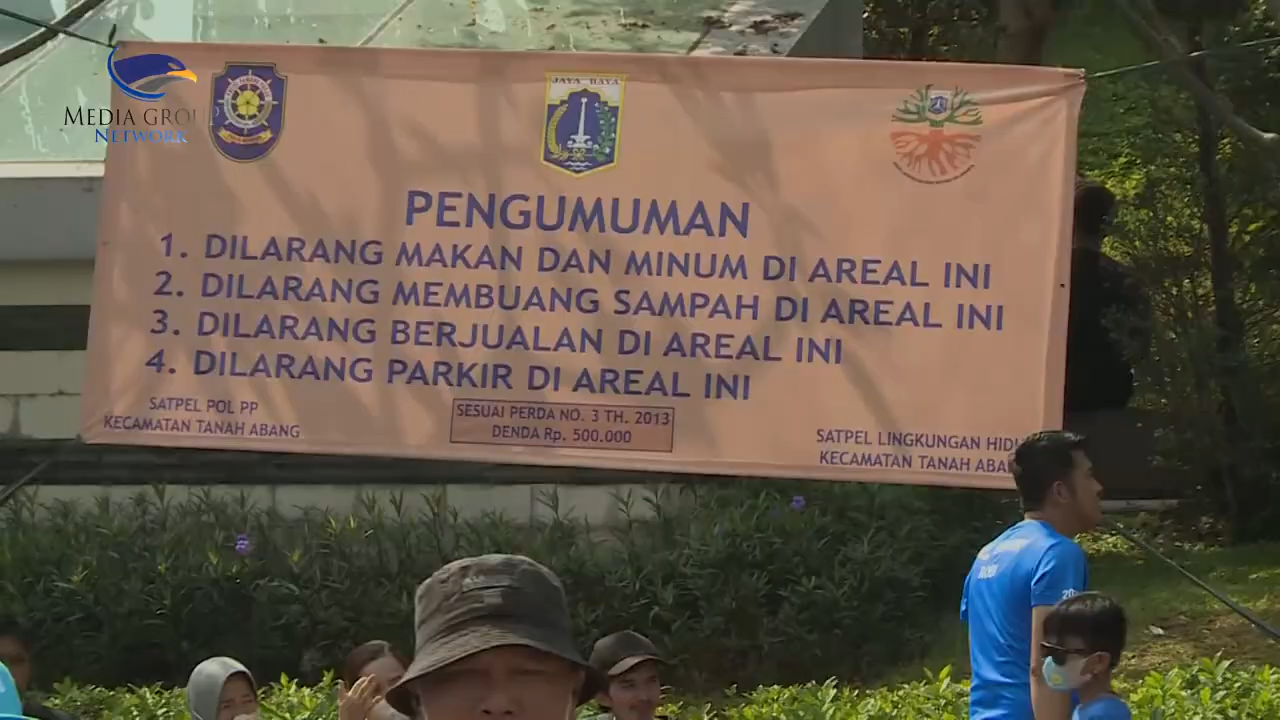 MEDIA GROUP
NETWORK
JAYA RAYA
PENGUMUMAN
1. DILARANG MAKAN DAN MINUM DI AREAL INI
2. DILARANG MEMBUANG SAMPAH DI AREAL INI
3. DILARANG BERJUALAN DI AREAL INI
4. DILARANG PARKIR DI AREAL INI
SATPEL POL PP
KECAMATAN TANAH ABANG
SESUAI PERDA NO. 3 TH. 2013
DENDA Rp. 500.000
SATPEL LINGKUNGAN
KECAMATAN TANAH